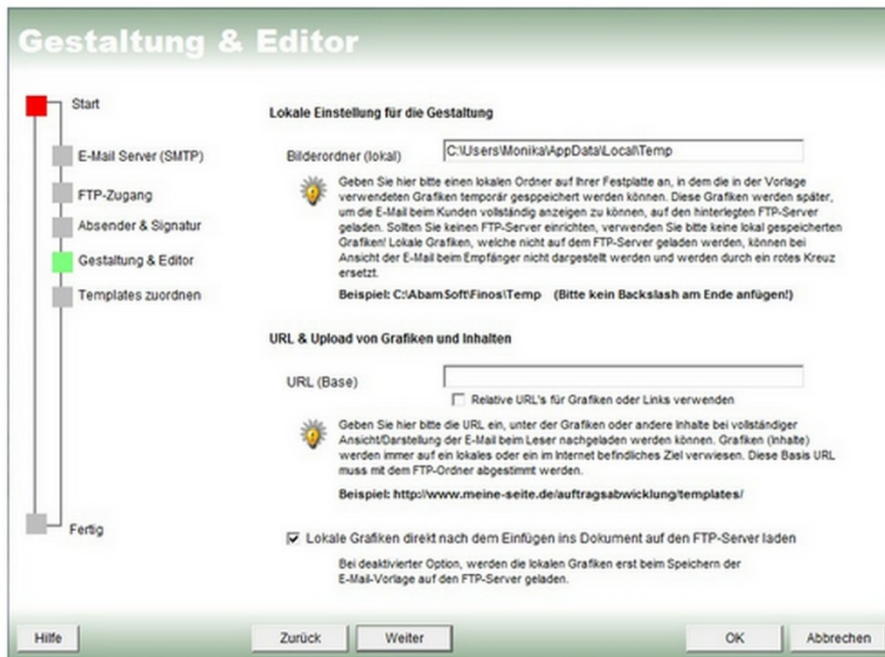 Gestaltung & Editor
Start
E-Mail Server (SMTP)
FTP-Zugang
Absender & Signatur
Gestaltung & Editor
Templates zuordnen
Fertig
Lokale Einstellung für die Gestaltung
Bilderordner (lokal)
C:\Users\Monika\AppData\Local\Temp
Geben Sie hier bitte einen lokalen Ordner auf Ihrer Festplatte an, in dem die in der Vorlage
verwendeten Grafiken temporär gesppeichert werden können. Diese Grafiken werden später,
um die E-Mail beim Kunden vollständig anzeigen zu können, auf den hinterlegten FTP-Server
geladen. Sollten Sie keinen FTP-Server einrichten, verwenden Sie bitte keine lokal gespeicherten
Grafiken! Lokale Grafiken, welche nicht auf dem FTP-Server geladen werden, können bei
Ansicht der E-Mail beim Empfänger nicht dargestellt werden und werden durch ein rotes Kreuz
ersetzt.
Beispiel: C:\AbamSoft\Finos\Temp (Bitte kein Backslash am Ende anfügen!)
URL & Upload von Grafiken und Inhalten
URL (Base)
Relative URL's für Grafiken oder Links verwenden
Geben Sie hier bitte die URL ein, unter der Grafiken oder andere Inhalte bei vollständiger
Ansicht/Darstellung der E-Mail beim Leser nachgeladen werden können. Grafiken (Inhalte)
werden immer auf ein lokales oder ein im Internet befindliches Ziel verwiesen. Diese Basis URL
muss mit dem FTP-Ordner abgestimmt werden.
Beispiel: http://www.meine-seite.de/auftragsabwicklung/templates/
Lokale Grafiken direkt nach dem Einfügen ins Dokument auf den FTP-Server laden
Bei deaktivierter Option, werden die lokalen Grafiken erst beim Speichern der
E-Mail-Vorlage auf den FTP-Server geladen.
Hilfe
Zurück
Weiter
OK
Abbrechen